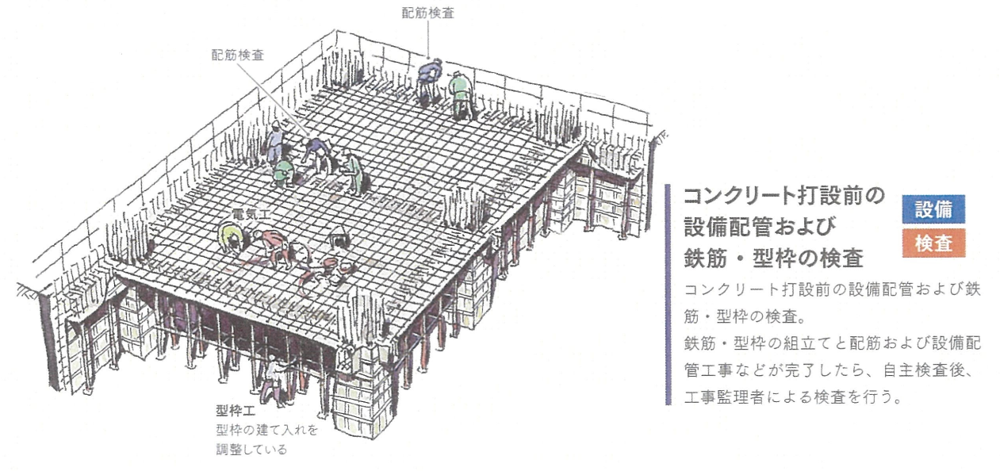 配筋検査
配筋検査
電気工
型枠工
型枠の建て入れを
調整している
コンクリート打設前の
設備配管および
鉄筋・型枠の検査
設備
検査
コンクリート打設前の設備配管および鉄
筋・型枠の検査。
鉄筋・型枠の組立てと配筋および設備配
管工事などが完了したら、自主検査後、
工事監理者による検査を行う。